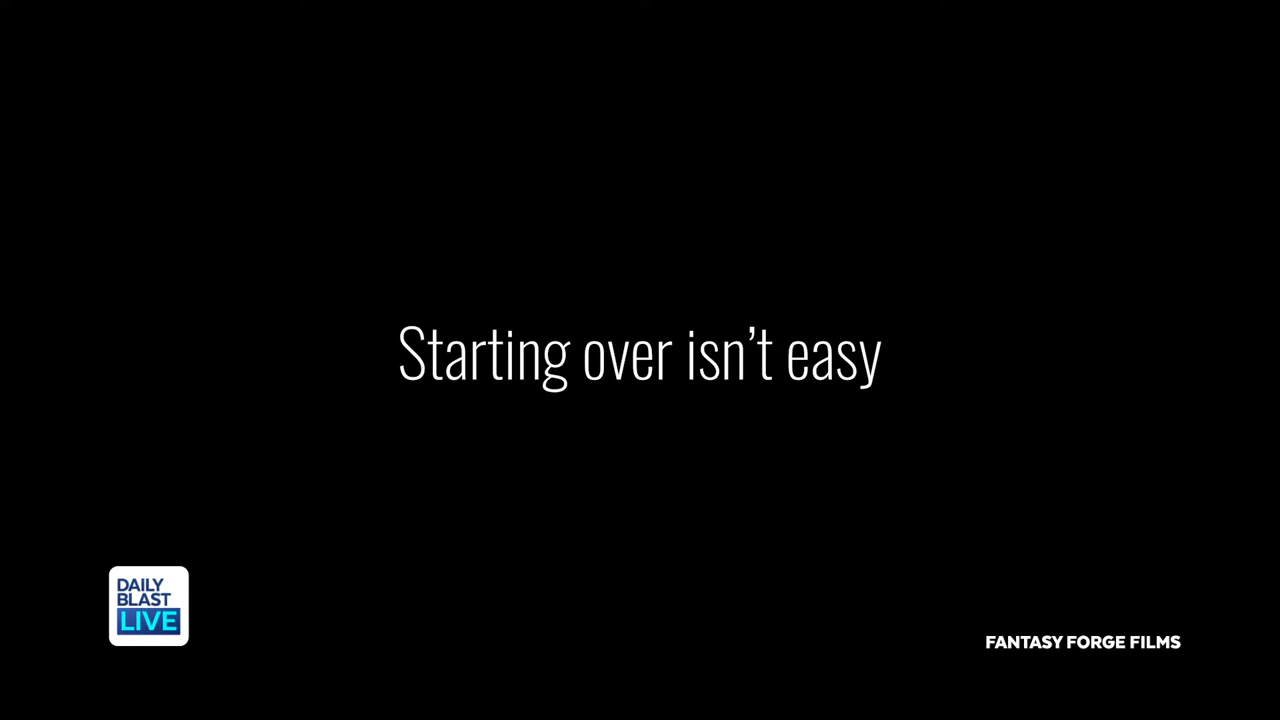 Starting over isn’t easy
DAILY
BLAST
LIVE
FANTASY FORGE FILMS